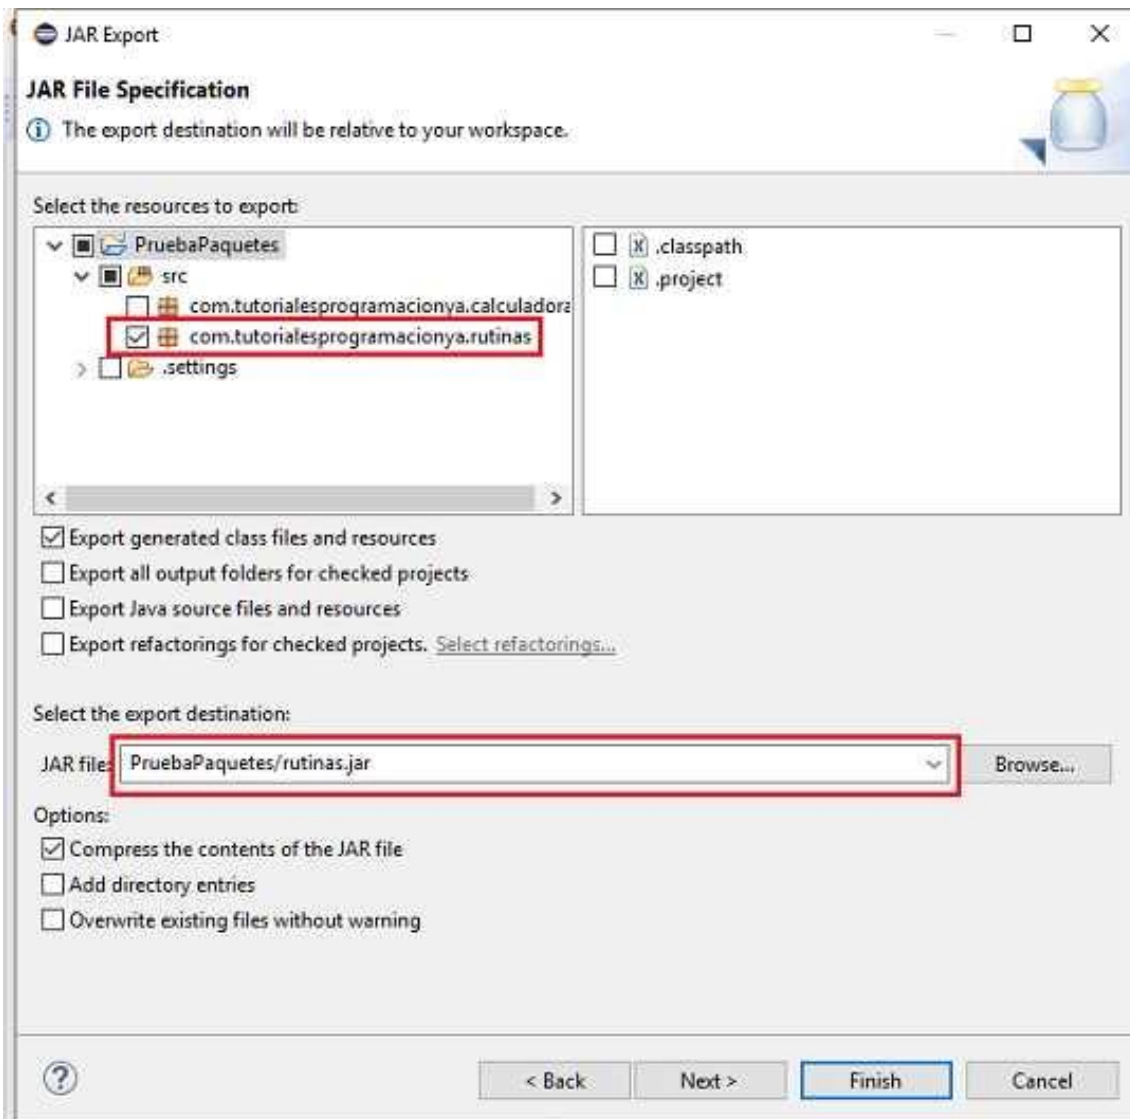 JAR Export
JAR File Specification
The export destination will be relative to your workspace.
Select the resources to export:
PruebaPaquetes
src
com.tutorialesprogramacionya.calculadora
com.tutorialesprogramacionya.rutinas
.settings
.classpath
.project
Export generated class files and resources
Export all output folders for checked projects
Export Java source files and resources
Export refactorings for checked projects. Select refactorings...
Select the export destination:
JAR file: PruebaPaquetes/rutinas.jar Browse...
Options:
Compress the contents of the JAR file
Add directory entries
Overwrite existing files without warning
? < Back Next > Finish Cancel